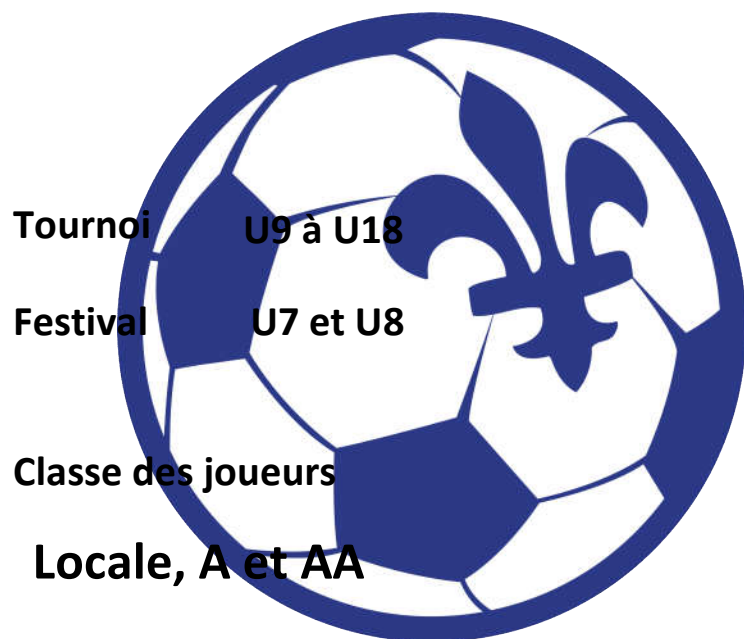 Tournoi U9 à U18
Festival U7 et U8
Classe des joueurs
Locale, A et AA